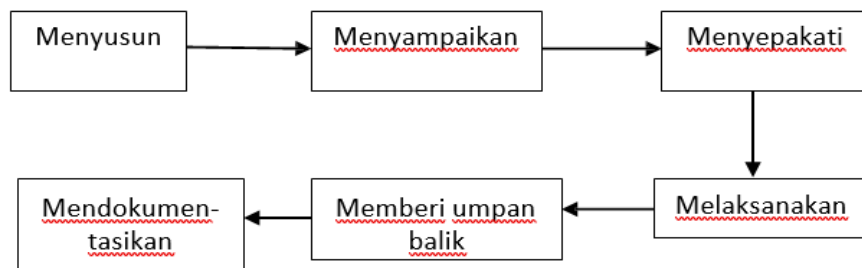 Menyusun
Menyampaikan
Menyepakati
Melaksanakan
Memberi umpan
balik
Mendokumen-
tasikan